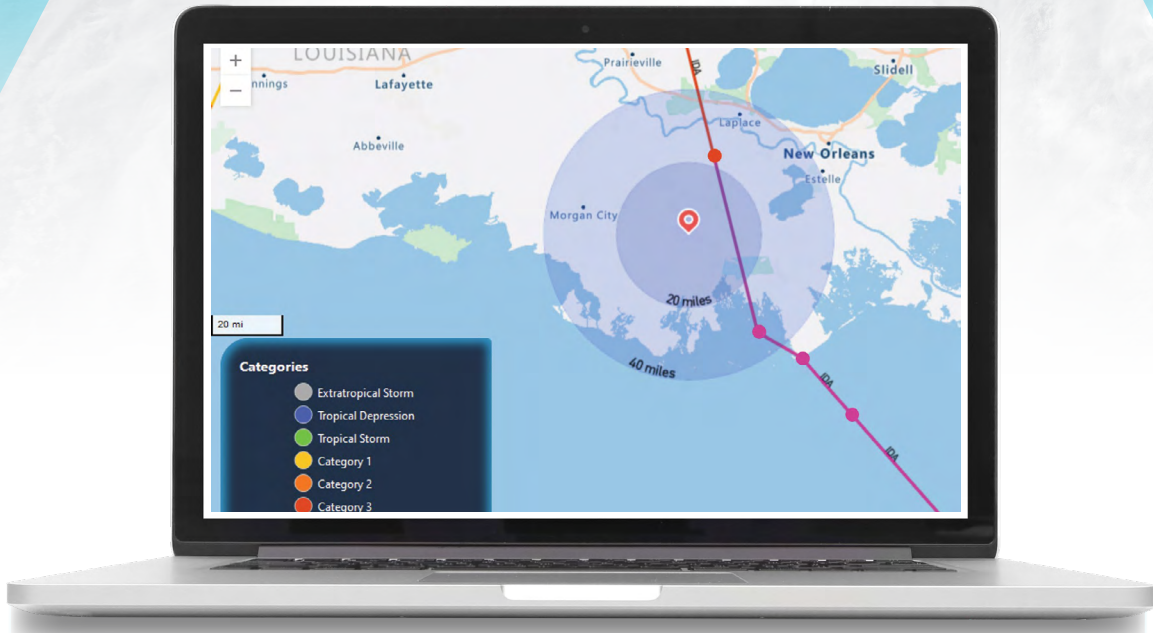 +
LOUISIANA
Prairieville
IDA
Slidell
nnings
Lafayette
−
Laplace
Abbeville
New Orleans
Estelle
Morgan City
20 miles
20 mi
40 miles
IDA
IDA
Categories
Extratropical Storm
Tropical Depression
Tropical Storm
Category 1
Category 2
Category 3